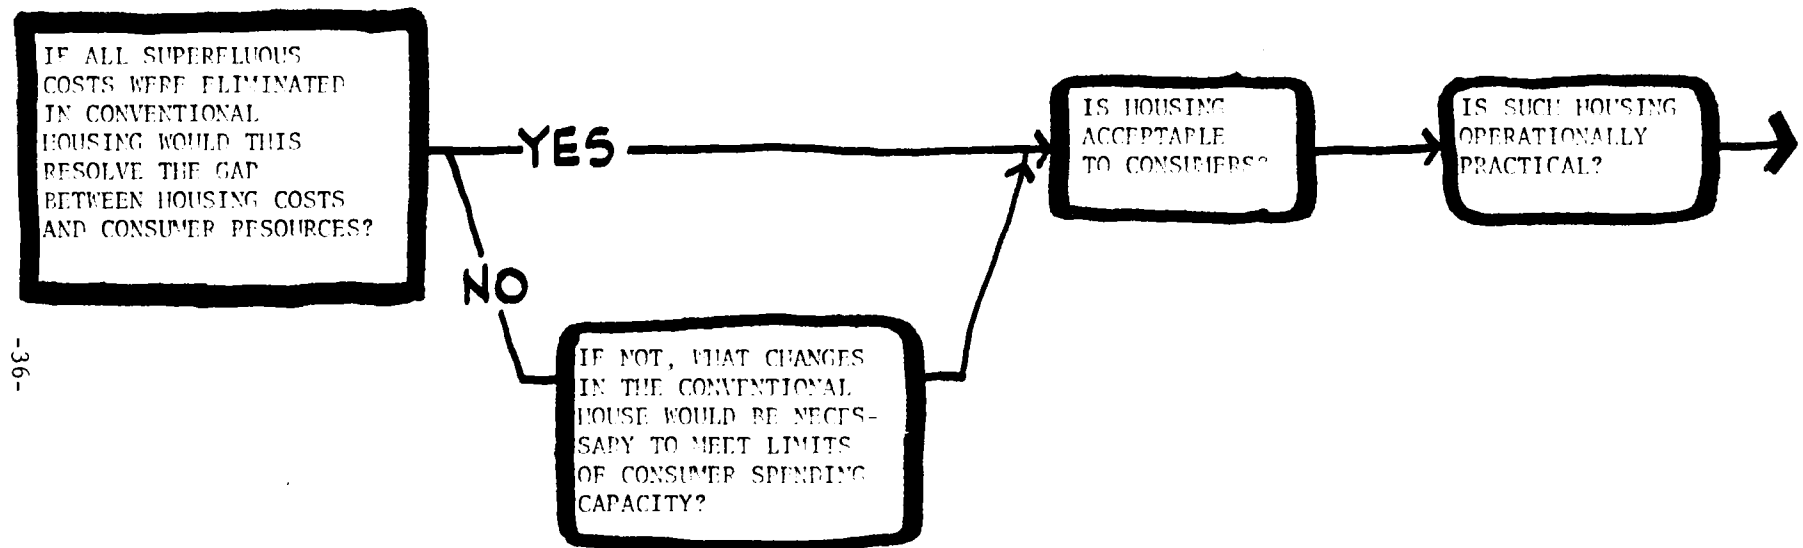 IF ALL SUPERFLUOUS
COSTS WERE ELIMINATED
IN CONVENTIONAL
HOUSING WOULD THIS
RESOLVE THE GAP
BETWEEN HOUSING COSTS
AND CONSUMER RESOURCES?
YES
NO
IF NOT, WHAT CHANGES
IN THE CONVENTIONAL
HOUSE WOULD BE NECES-
SARY TO MEET LIMITS
OF CONSUMER SPENDING
CAPACITY?
IS HOUSING
ACCEPTABLE
TO CONSUMERS?
IS SUCH HOUSING
OPERATIONALLY
PRACTICAL?
-36-